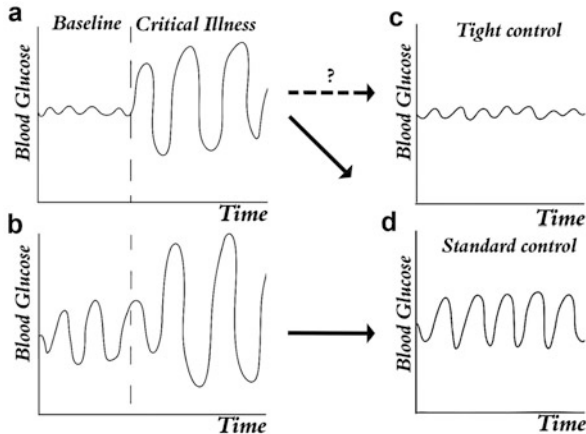 a
Baseline Critical Illness
Blood Glucose
Time
?
c
Tight control
Blood Glucose
Time
b
Blood Glucose
Time
d
Standard control
Blood Glucose
Time